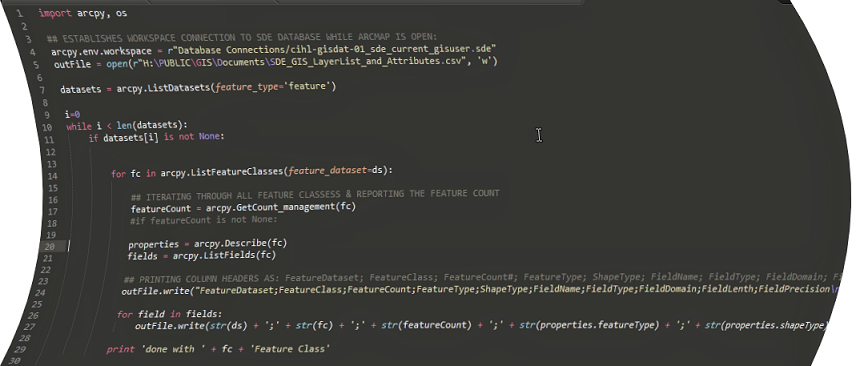 1 import arcpy, os
2
3 ## ESTABLISHES WORKSPACE CONNECTION TO SDE DATABASE WHILE ARCMAP IS OPEN:
4 arcpy.env.workspace = r"Database Connections/cihl-gisdat-01_sde_current_gisuser.sde"
5 outFile = open(r"H:\PUBLIC\GIS\Documents\SDE_GIS_LayerList_and_Attributes.csv", 'w')
6
7 datasets = arcpy.ListDatasets(feature_type='feature')
8
9 i=0
10 while i < len(datasets):
11 if datasets[i] is not None:
12
13
14 for fc in arcpy.ListFeatureClasses(feature_dataset=ds):
15
16 ## ITERATING THROUGH ALL FEATURE CLASSESS & REPORTING THE FEATURE COUNT
17 featureCount = arcpy.GetCount_management(fc)
18 #if featureCount is not None:
19
20 properties = arcpy.Describe(fc)
21 fields = arcpy.ListFields(fc)
22
23 ## PRINTING COLUMN HEADERS AS: FeatureDataset; FeatureClass; FeatureCount#; FeatureType; ShapeType; FieldName; FieldType; FieldDomain;
24 outFile.write("FeatureDataset;FeatureClass;FeatureCount;FeatureType;ShapeType;FieldName;FieldType;FieldDomain;FieldLenth;FieldPrecision\
25
26 for field in fields:
27 outFile.write(str(ds) + ';' + str(fc) + ';' + str(featureCount) + ';' + str(properties.featureType) + ';' + str(properties.shapeType)
28
29 print 'done with ' + fc + 'Feature Class'
30